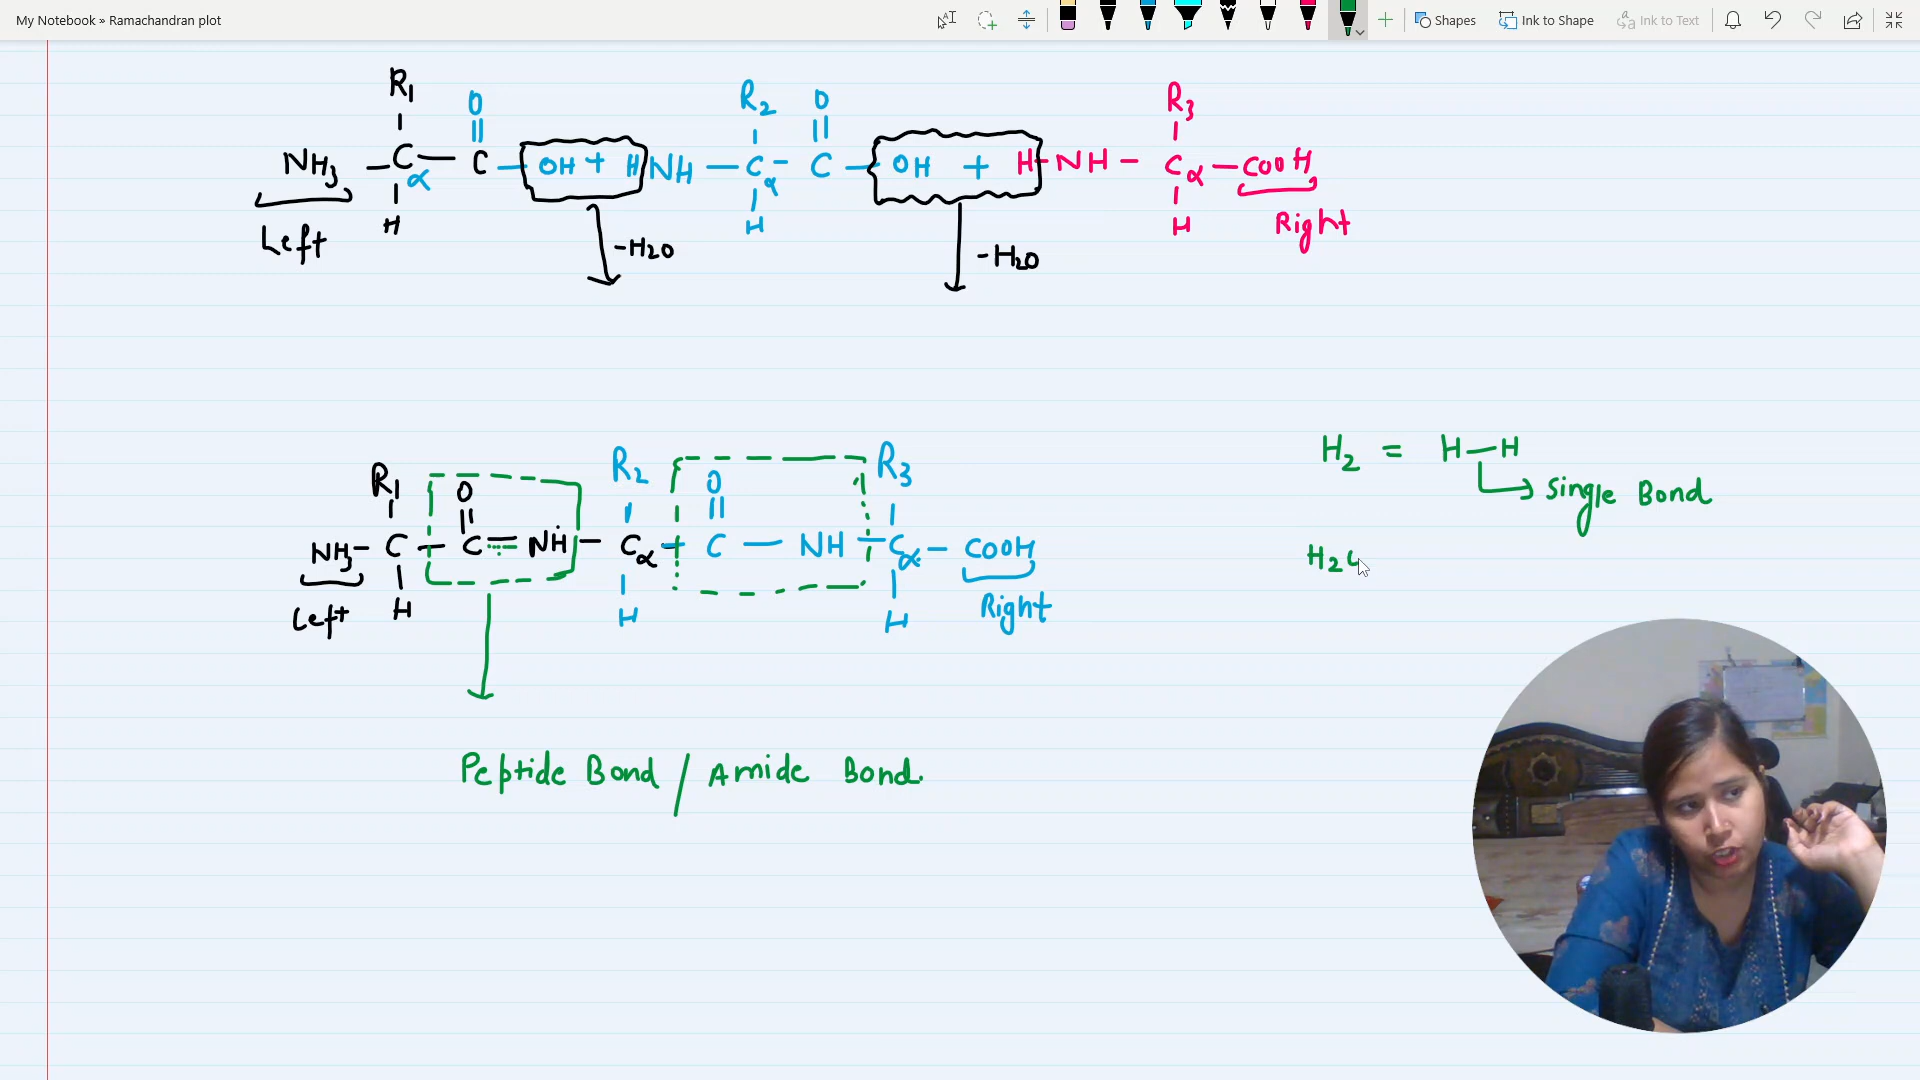 My Notebook » Ramachandran plot
Shapes Ink to Shape Ink to Text
R1 O R2 O R3
|| ||
NH3 – C α – C – OH + H NH – C α – C – OH + H – NH – C α – COOH
Left H H H Right
-H2O -H2O
H2 = H–H
Single Bond
R1 O R2 O R3
|| ||
NH3 – C – C = NH – Cα – C – NH – Cα – COOH
H2
Left H H H Right
Peptide Bond / Amide Bond.